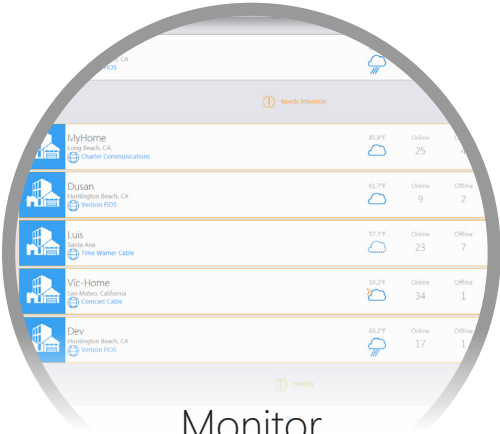 CA
FiOS
Needs Attention
MyHome
Long Beach, CA,
Charter Communications
85.8°F
Online
25
Dusan
Huntington Beach, CA
Verizon FiOS
61.7°F
Online
9
Offline
2
Luis
Santa Ana
Time Warner Cable
57.3°F
Online
23
Offline
7
Vic-Home
San Mateo, California
Comcast Cable
59.2°F
Online
34
Offline
1
Dev
Huntington Beach, CA
Verizon FiOS
60.2°F
Online
17
Offline
1
Healthy
Monitor